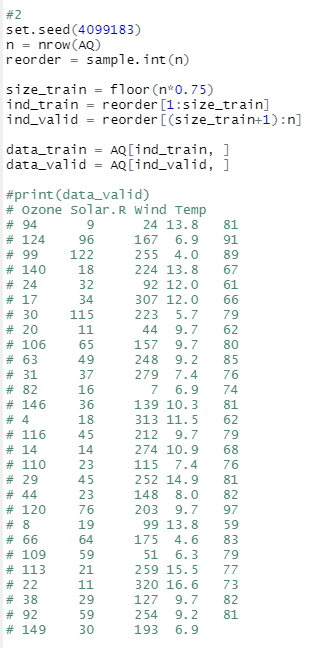 #2
set.seed(4099183)
n = nrow(AQ)
reorder = sample.int(n)
size_train = floor(n*0.75)
ind_train = reorder[1:size_train]
ind_valid = reorder[(size_train+1):n]
data_train = AQ[ind_train, ]
data_valid = AQ[ind_valid, ]
#print(data_valid)
# Ozone Solar.R Wind Temp
# 94      9      24 13.8   81
# 124    96     167  6.9   91
# 99    122     255  4.0   89
# 140    18     224 13.8   67
# 24     32      92 12.0   61
# 17     34     307 12.0   66
# 30    115     223  5.7   79
# 20     11      44  9.7   62
# 106    65     157  9.7   80
# 63     49     248  9.2   85
# 31     37     279  7.4   76
# 82     16       7  6.9   74
# 146    36     139 10.3   81
# 4      18     313 11.5   62
# 116    45     212  9.7   79
# 14     14     274 10.9   68
# 110    23     115  7.4   76
# 29     45     252 14.9   81
# 44     23     148  8.0   82
# 120    76     203  9.7   97
# 8      19      99 13.8   59
# 66     64     175  4.6   83
# 109    59      51  6.3   79
# 113    21     259 15.5   77
# 22     11     320 16.6   73
# 38     29     127  9.7   82
# 92     59     254  9.2   81
# 149    30     193  6.9